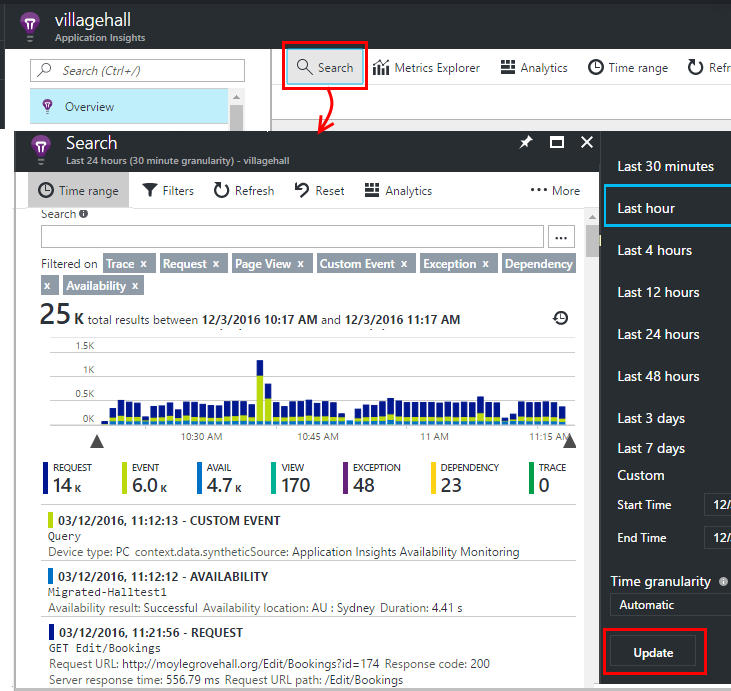 villagehall
Application Insights
Search (Ctrl+/)
Search
Metrics Explorer
Analytics
Time range
Refr
Overview
Search
Last 24 hours (30 minute granularity) - villagehall
Time range
Filters
Refresh
Reset
Analytics
••• More
Search
...
Filtered on Trace x Request x Page View x Custom Event x Exception x Dependency
x Availability x
25 K total results between 12/3/2016 10:17 AM and 12/3/2016 11:17 AM
1.5K
1K
0.5K
0K
10:30 AM 10:45 AM 11 AM 11:15 AM
REQUEST EVENT AVAIL VIEW EXCEPTION DEPENDENCY TRACE
14 K 6.0 K 4.7 K 170 48 23 0
03/12/2016, 11:12:13 - CUSTOM EVENT
Query
Device type: PC context.data.syntheticSource: Application Insights Availability Monitoring
03/12/2016, 11:12:12 - AVAILABILITY
Migrated-Halltest1
Availability result: Successful Availability location: AU : Sydney Duration: 4.41 s
03/12/2016, 11:21:56 - REQUEST
GET Edit/Bookings
Request URL: http://moylegrovehall.org/Edit/Bookings?id=174 Response code: 200
Server response time: 556.79 ms Request URL path: /Edit/Bookings
Last 30 minutes
Last hour
Last 4 hours
Last 12 hours
Last 24 hours
Last 48 hours
Last 3 days
Last 7 days
Custom
Start Time 12/
End Time 12/
Time granularity
Automatic
Update